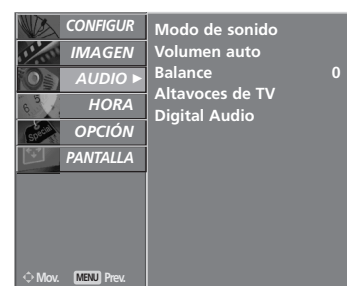 CONFIGUR
IMAGEN
AUDIO ►
HORA
OPCIÓN
PANTALLA
Modo de sonido
Volumen auto
Balance 0
Altavoces de TV
Digital Audio
Special
Mov. MENU Prev.